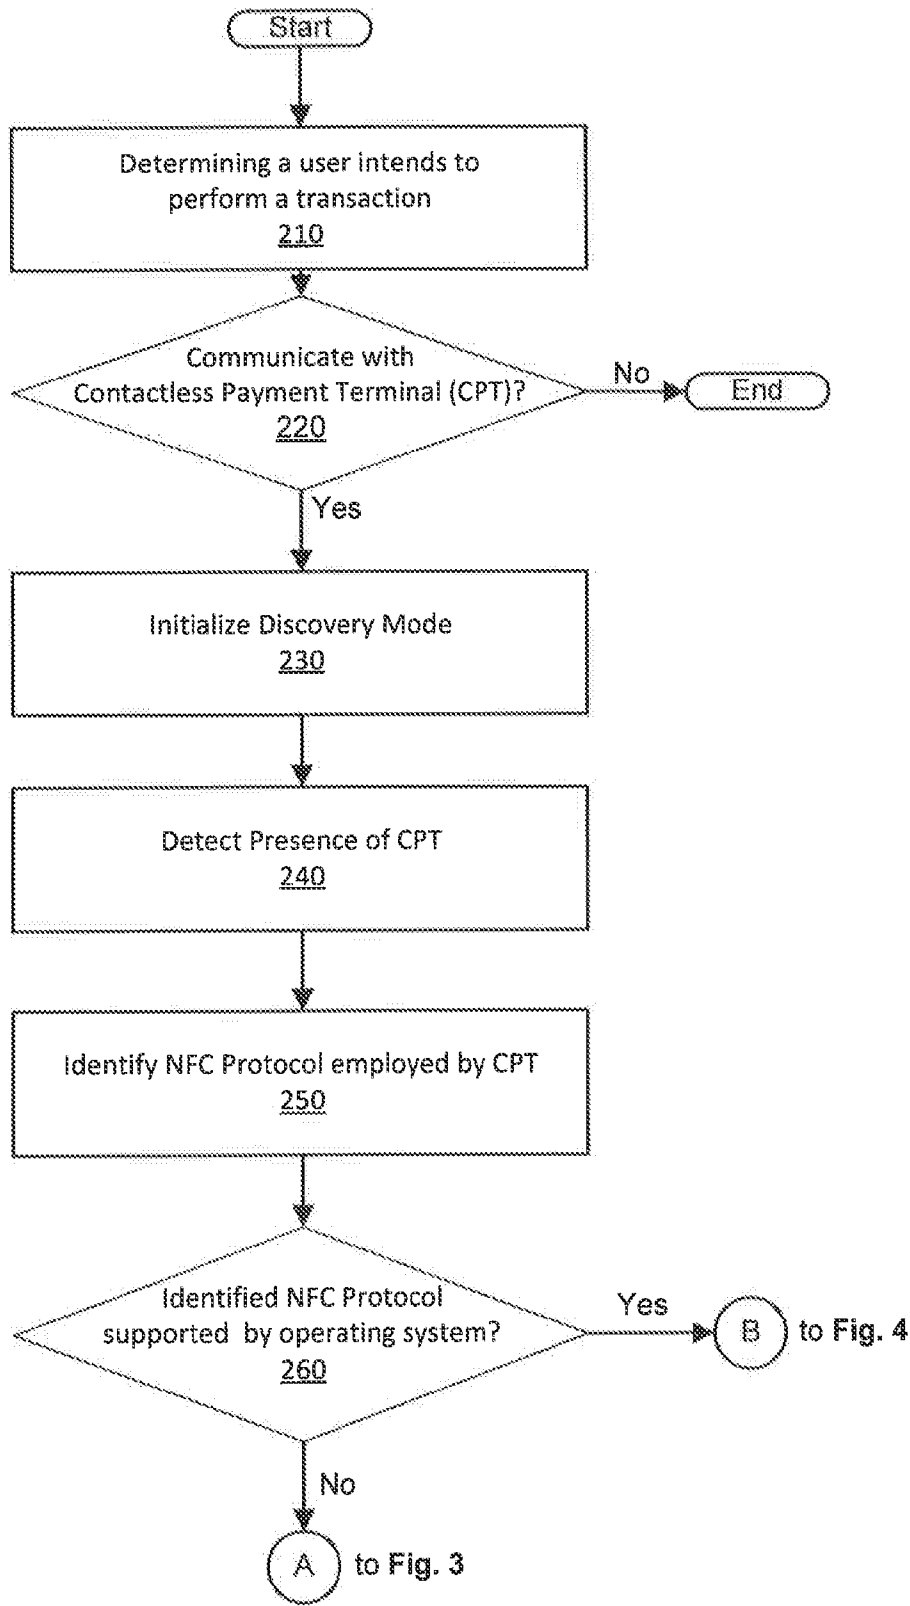 Start
Determining a user intends to
perform a transaction
210
Communicate with
Contactless Payment Terminal (CPT)?
220
No
End
Yes
Initialize Discovery Mode
230
Detect Presence of CPT
240
Identify NFC Protocol employed by CPT
250
Identified NFC Protocol
supported by operating system?
260
Yes
B to Fig. 4
No
A to Fig. 3